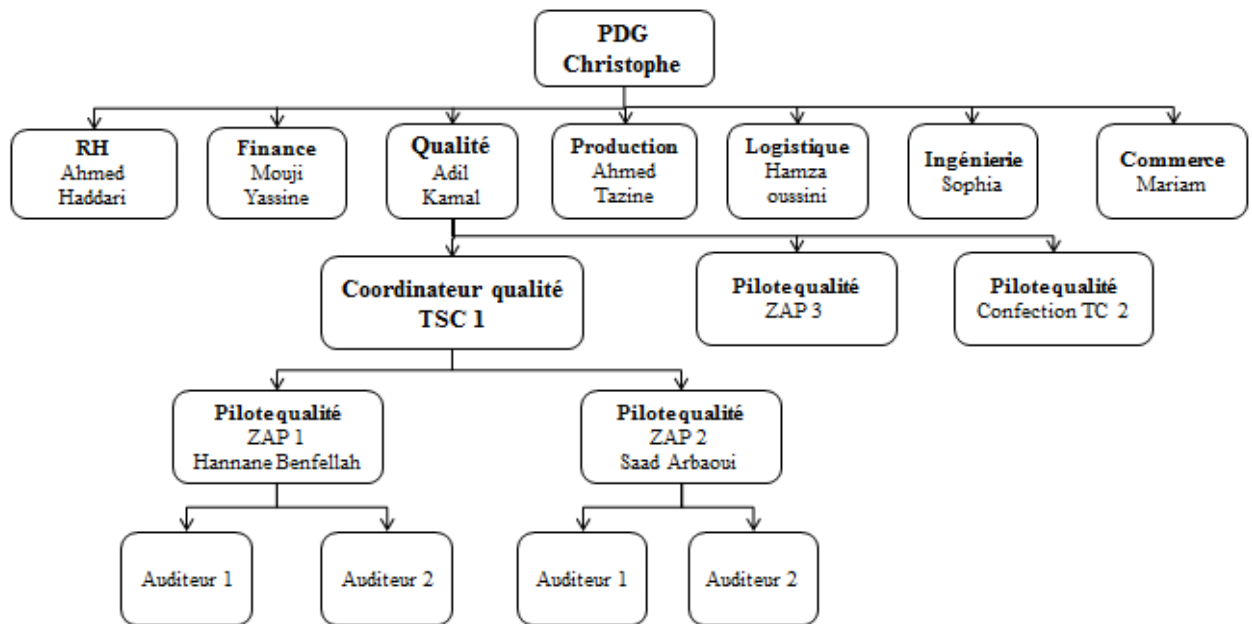 PDG
Christophe
RH
Ahmed
Haddari
Finance
Mouji
Yassine
Qualité
Adil
Kamal
Production
Ahmed
Tazine
Logistique
Hamza
oussini
Ingénierie
Sophia
Commerce
Mariam
Coordinateur qualité
TSC 1
Pilote qualité
ZAP 3
Pilote qualité
Confection TC 2
Pilote qualité
ZAP 1
Hannane Benfellah
Pilote qualité
ZAP 2
Saad Arbaoui
Auditeur 1
Auditeur 2
Auditeur 1
Auditeur 2